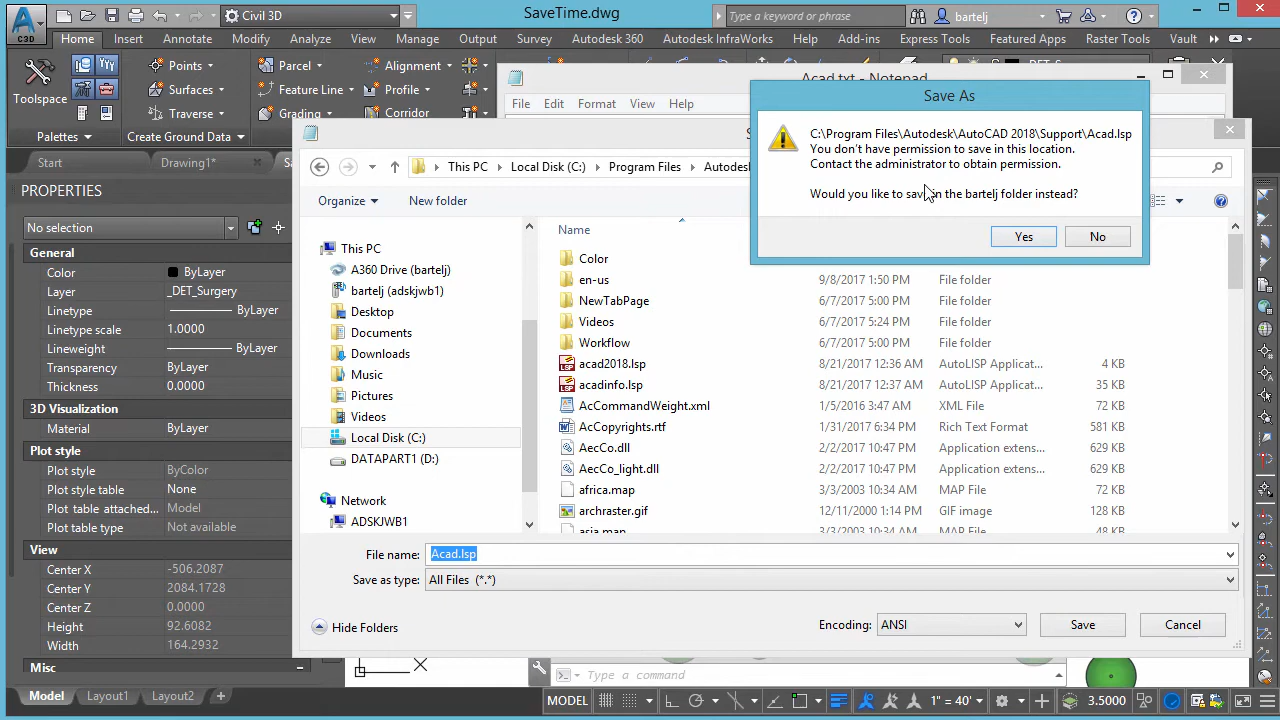 Civil 3D
SaveTime.dwg
Type a keyword or phrase
bartelj
C3D
Home Insert Annotate Modify Analyze View Manage Output Survey Autodesk 360 Autodesk InfraWorks Help Add-ins Express Tools Featured Apps Raster Tools Vault
Toolspace
Points
Surfaces
Traverse
Parcel
Feature Line
Grading
Alignment
Profile
Corridor
Palettes
Create Ground Data
Start
Drawing1*
Acad.txt - Notepad
File Edit Format View Help
Save As
C:\Program Files\Autodesk\AutoCAD 2018\Support\Acad.lsp
You don't have permission to save in this location.
Contact the administrator to obtain permission.
Would you like to save in the bartelj folder instead?
Yes
No
This PC
Local Disk (C:)
Program Files
Organize
New folder
This PC
A360 Drive (bartelj)
bartelj (adskjwb1)
Desktop
Documents
Downloads
Music
Pictures
Videos
Local Disk (C:)
DATAPART1 (D:)
Network
ADSKJWB1
Name
Color
en-us 9/8/2017 1:50 PM File folder
NewTabPage 6/7/2017 5:00 PM File folder
Videos 6/7/2017 5:24 PM File folder
Workflow 6/7/2017 5:00 PM File folder
acad2018.lsp 8/21/2017 12:36 AM AutoLISP Applicat... 4 KB
acadinfo.lsp 8/21/2017 12:37 AM AutoLISP Applicat... 35 KB
AcCommandWeight.xml 1/5/2016 3:47 AM XML File 72 KB
AcCopyrights.rtf 1/31/2017 6:34 PM Rich Text Format 581 KB
AecCo.dll 2/2/2017 10:47 PM Application extens... 629 KB
AecCo_light.dll 2/2/2017 10:47 PM Application extens... 629 KB
africa.map 3/3/2003 10:34 AM MAP File 72 KB
archraster.gif 12/11/2000 1:14 PM GIF image 128 KB
asia.map 3/3/2003 10:34 AM MAP File 48 KB
File name: Acad.lsp
Save as type: All Files (*.*)
Hide Folders
Encoding: ANSI
Save
Cancel
PROPERTIES
No selection
General
Color ByLayer
Layer _DET_Surgery
Linetype ByLayer
Linetype scale 1.0000
Lineweight ByLayer
Transparency ByLayer
Thickness 0.0000
3D Visualization
Material ByLayer
Plot style
Plot style ByColor
Plot style table None
Plot table attached... Model
Plot table type Not available
View
Center X -506.2087
Center Y 2084.1728
Center Z 0.0000
Height 92.6082
Width 164.2932
Misc
Type a command
Model Layout1 Layout2
MODEL
1" = 40'
3.5000